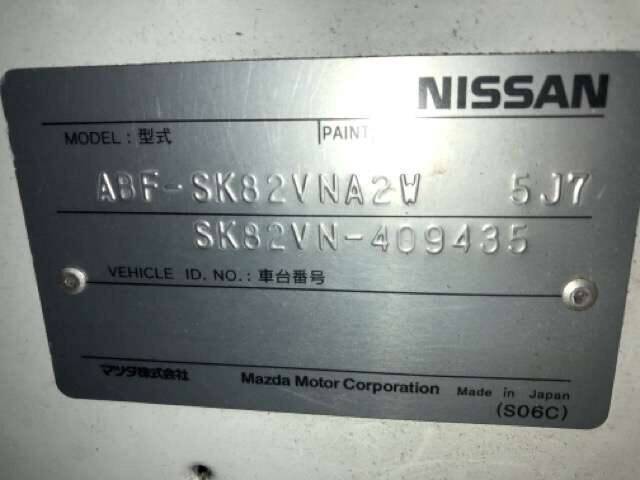 NISSAN
MODEL : 型式 PAINT
ABF-SK82VNA2W 5J7
SK82VN-409435
VEHICLE ID. NO. : 車台番号
マツダ株式会社 Mazda Motor Corporation Made in Japan
(S06C)